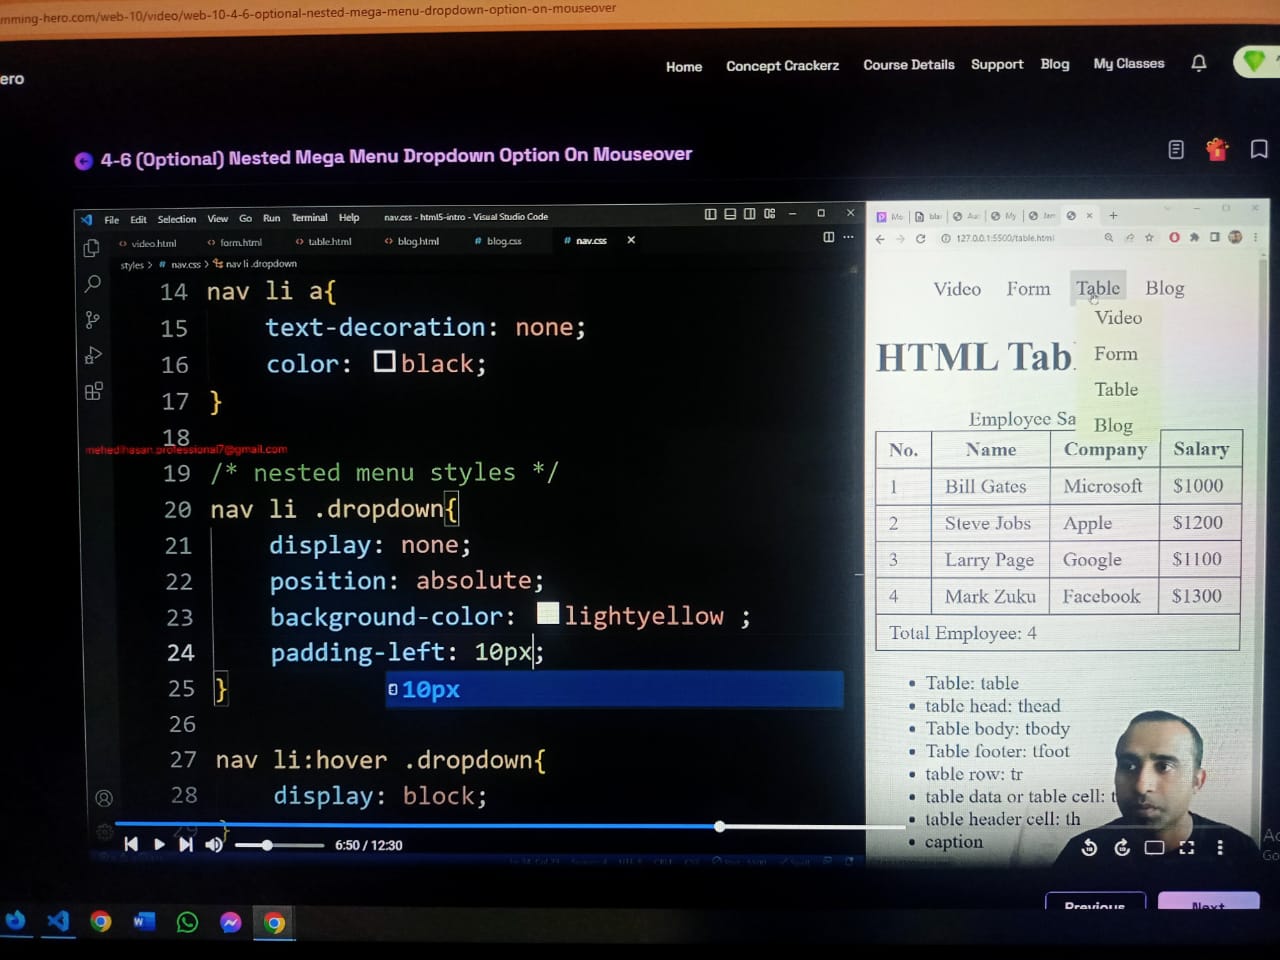 mming-hero.com/web-10/video/web-10-4-6-optional-nested-mega-menu-dropdown-option-on-mouseover
ero
Home Concept Crackerz Course Details Support Blog My Classes
4-6 (Optional) Nested Mega Menu Dropdown Option On Mouseover
File Edit Selection View Go Run Terminal Help nav.css - html5-intro - Visual Studio Code
video.html form.html table.html blog.html blog.css nav.css
styles > # nav.css > nav li .dropdown
14 nav li a{
15 text-decoration: none;
16 color: black;
17 }
18
mehedihasan.professional7@gmail.com
19 /* nested menu styles */
20 nav li .dropdown{
21 display: none;
22 position: absolute;
23 background-color: lightyellow ;
24 padding-left: 10px;
25 }
10px
26
27 nav li:hover .dropdown{
28 display: block;
29 }
6:50 / 12:30
127.0.0.1:5500/table.html
Video Form Table Blog
Video
Form
Table
Blog
HTML Tab
Employee Sa
No. Name Company Salary
1 Bill Gates Microsoft $1000
2 Steve Jobs Apple $1200
3 Larry Page Google $1100
4 Mark Zuku Facebook $1300
Total Employee: 4
Table: table
table head: thead
Table body: tbody
Table footer: tfoot
table row: tr
table data or table cell: t
table header cell: th
caption
Previous Next